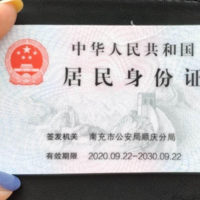 中华人民共和国
居民身份证
签发机关 南充市公安局顺庆分局
有效期限 2020.09.22-2030.09.22